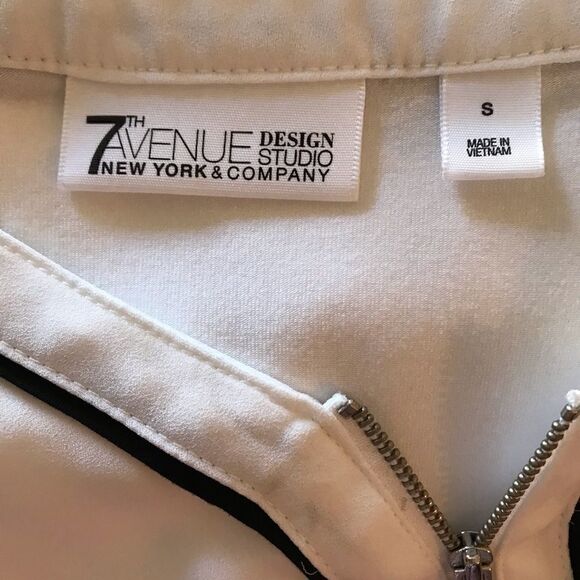 7TH AVENUE DESIGN STUDIO
NEW YORK & COMPANY
S
MADE IN
VIETNAM